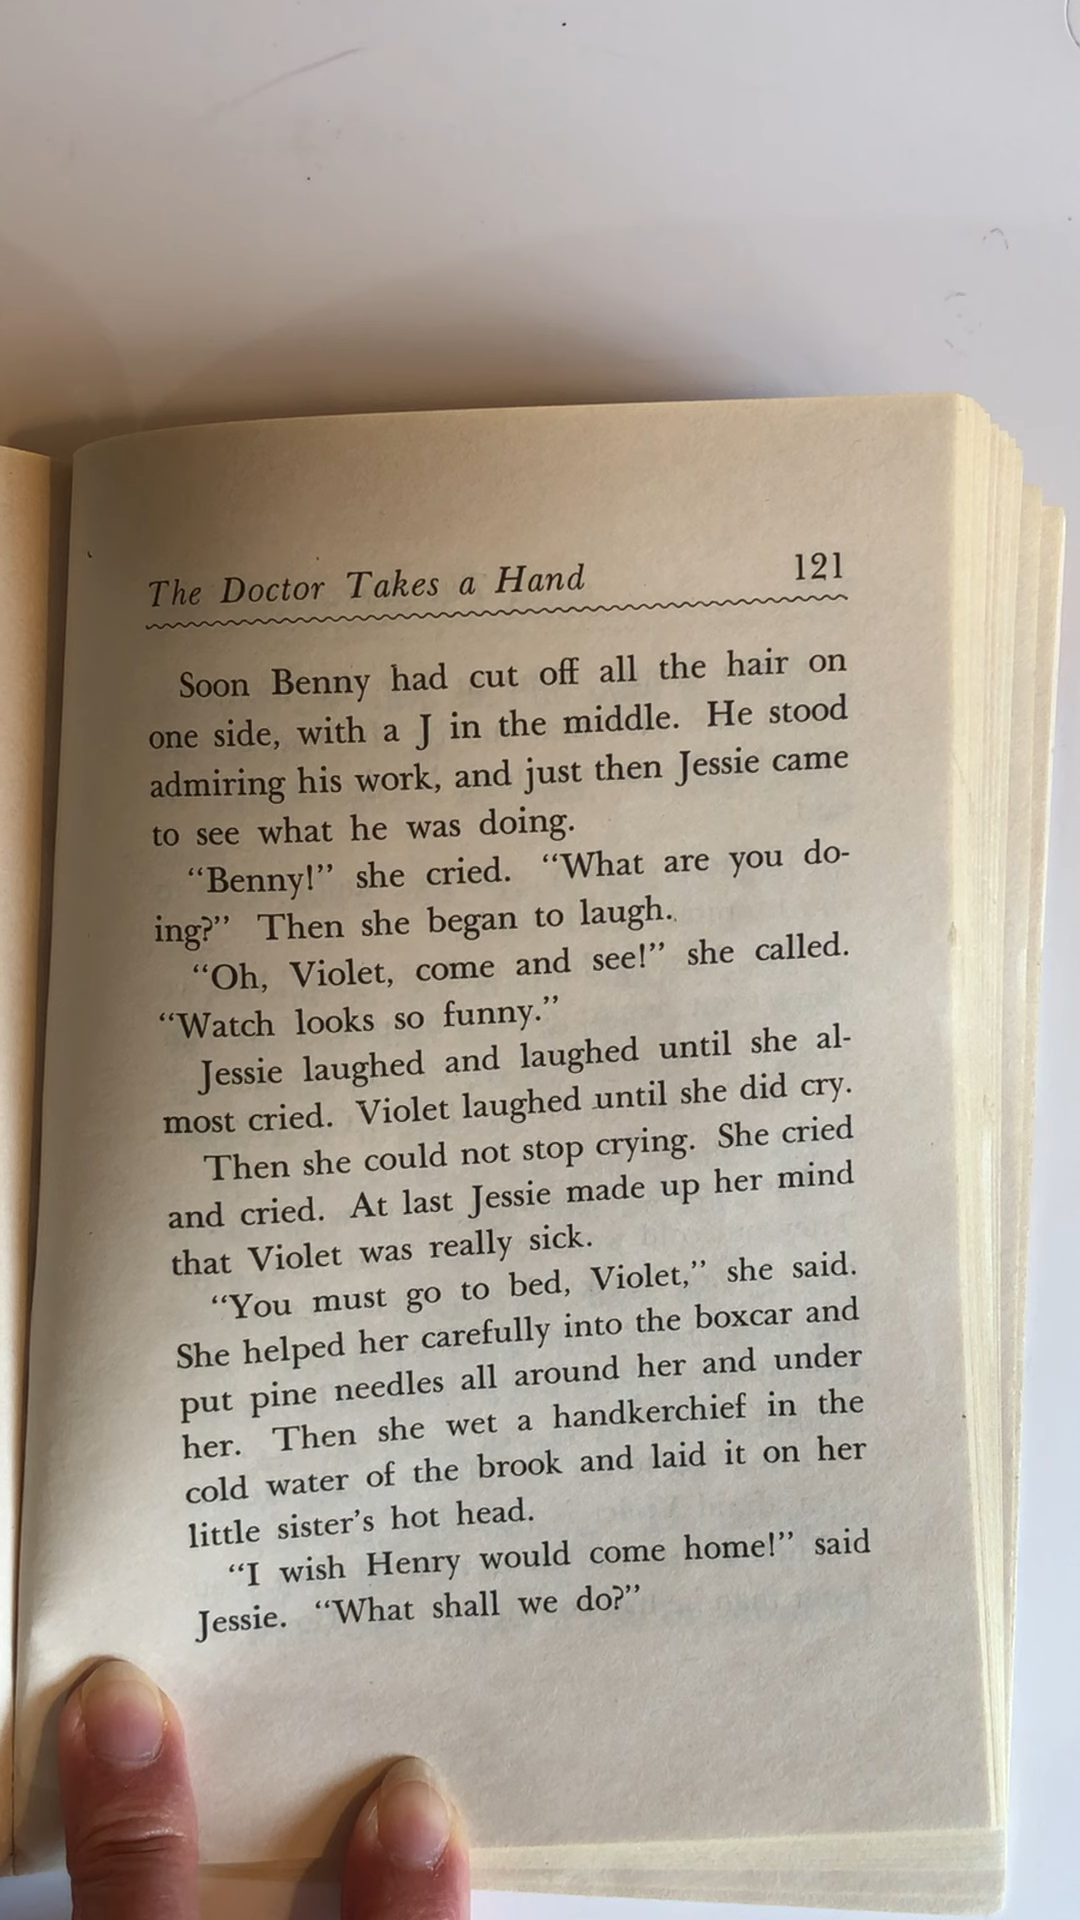 The Doctor Takes a Hand 121
Soon Benny had cut off all the hair on
one side, with a J in the middle. He stood
admiring his work, and just then Jessie came
to see what he was doing.
“Benny!” she cried. “What are you do-
ing?” Then she began to laugh.
“Oh, Violet, come and see!” she called.
“Watch looks so funny.”
Jessie laughed and laughed until she al-
most cried. Violet laughed until she did cry.
Then she could not stop crying. She cried
and cried. At last Jessie made up her mind
that Violet was really sick.
“You must go to bed, Violet,” she said.
She helped her carefully into the boxcar and
put pine needles all around her and under
her. Then she wet a handkerchief in the
cold water of the brook and laid it on her
little sister’s hot head.
“I wish Henry would come home!” said
Jessie. “What shall we do?”